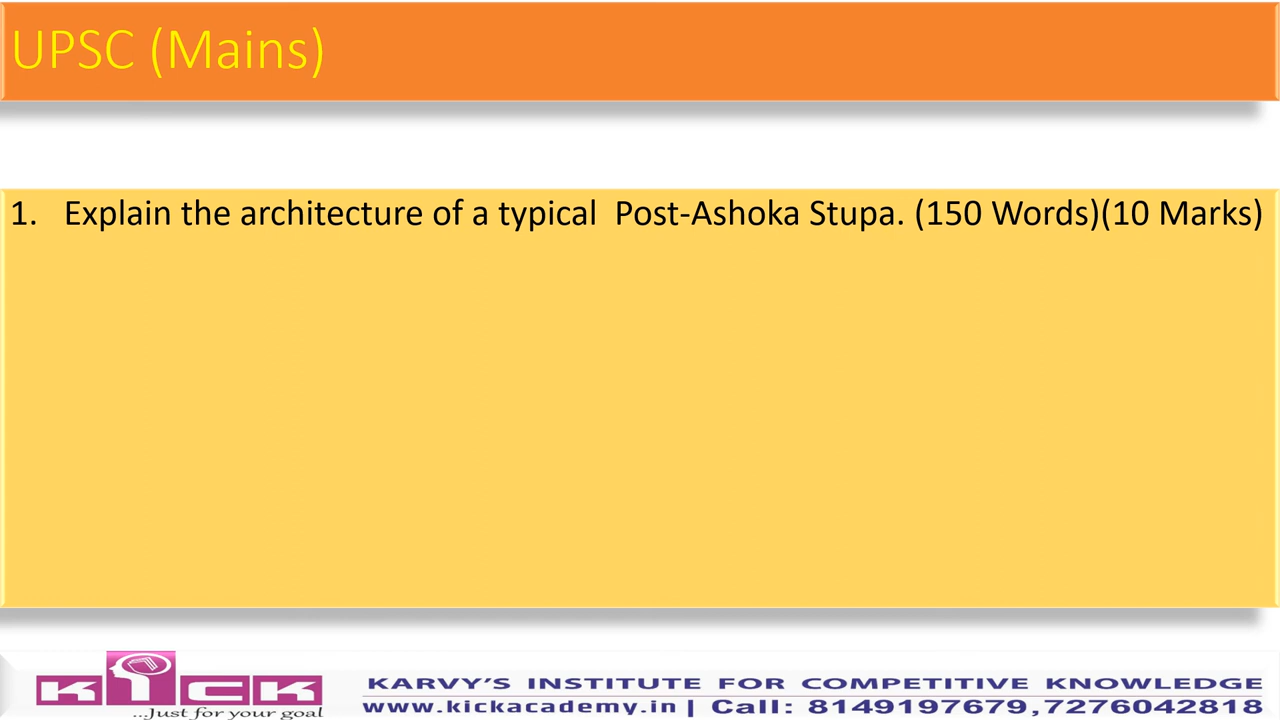 UPSC (Mains)
1. Explain the architecture of a typical Post-Ashoka Stupa. (150 Words)(10 Marks)
KICK
...Just for your goal
KARVY'S INSTITUTE FOR COMPETITIVE KNOWLEDGE
www.kickacademy.in | Call: 8149197679,7276042818